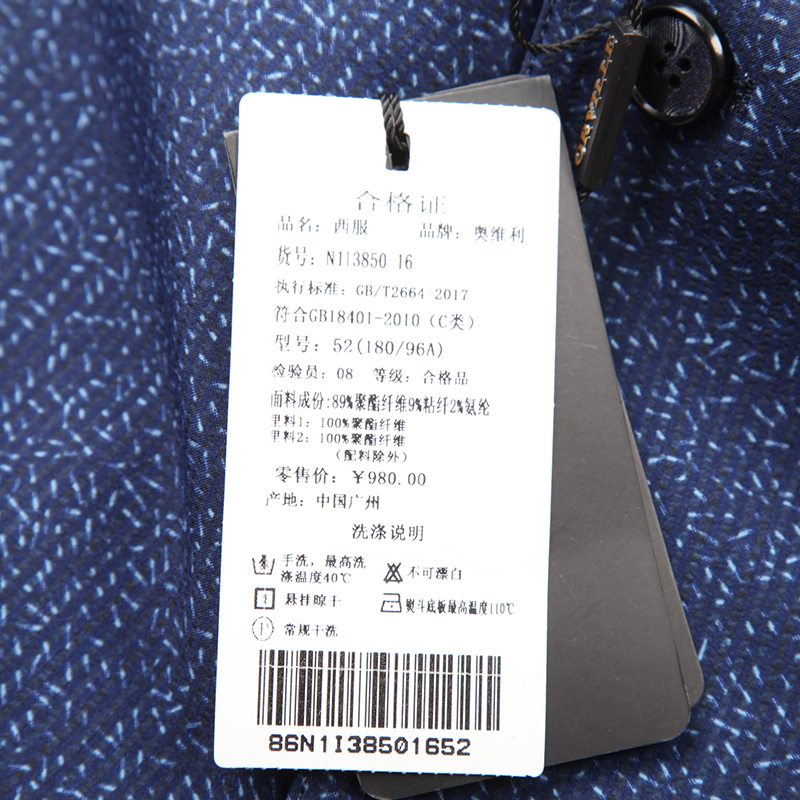 合格证
品名：西服 品牌：奥维利
货号：N1I3850 16
执行标准：GB/T2664-2017
符合GB18401-2010（C类）
型号：52(180/96A)
检验员：08 等级：合格品
面料成份:89%聚酯纤维9%粘纤2%氨纶
里料1：100%聚酯纤维
里料2：100%聚酯纤维
（配料除外）
零售价：￥980.00
产地：中国广州
洗涤说明
手洗，最高洗
涤温度40℃
不可漂白
悬挂晾干
熨斗底板最高温度110℃
P
常规干洗
86N1I38501652